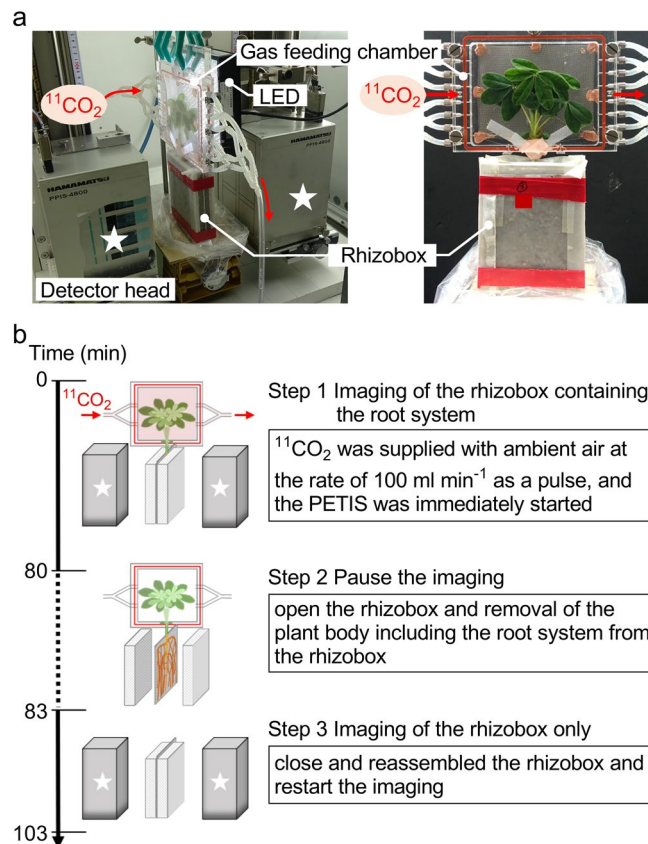 a
Gas feeding chamber
¹¹CO₂
LED
¹¹CO₂
HAMAMATSU
PPIS-4800
HAMAMATSU
PPIS-4800
Rhizobox
Detector head
b
Time (min)
0
¹¹CO₂
Step 1 Imaging of the rhizobox containing
the root system
¹¹CO₂ was supplied with ambient air at
the rate of 100 ml min⁻¹ as a pulse, and
the PETIS was immediately started
80
Step 2 Pause the imaging
open the rhizobox and removal of the
plant body including the root system from
the rhizobox
83
Step 3 Imaging of the rhizobox only
close and reassembled the rhizobox and
restart the imaging
103